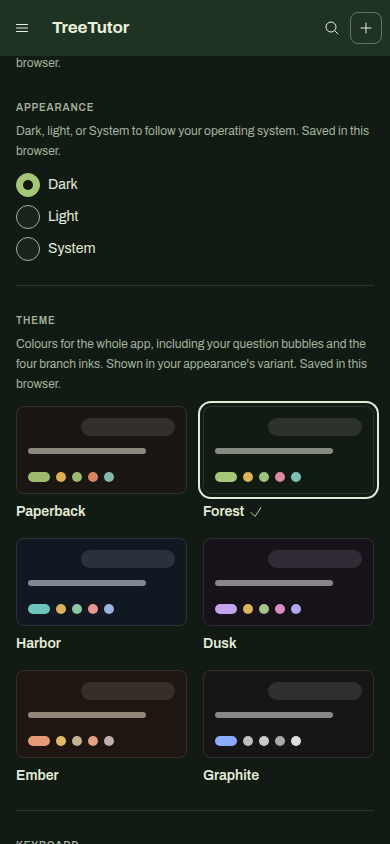 TreeTutor
browser.
APPEARANCE
Dark, light, or System to follow your operating system. Saved in this
browser.
Dark
Light
System
THEME
Colours for the whole app, including your question bubbles and the
four branch inks. Shown in your appearance's variant. Saved in this
browser.
Paperback
Forest
Harbor
Dusk
Ember
Graphite
KEYBOARD